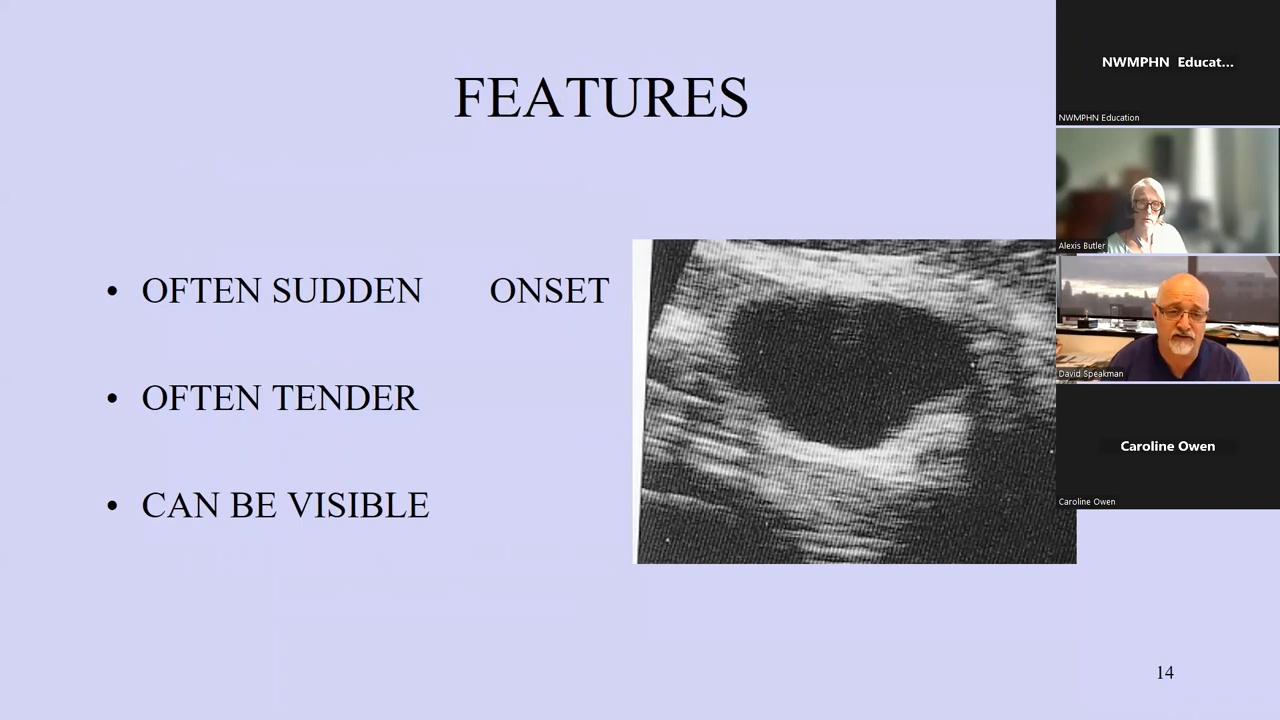 FEATURES
• OFTEN SUDDEN ONSET
• OFTEN TENDER
• CAN BE VISIBLE
14
NWMPHN Educat...
NWMPHN Education
Alexis Butler
David Speakman
Caroline Owen
Caroline Owen